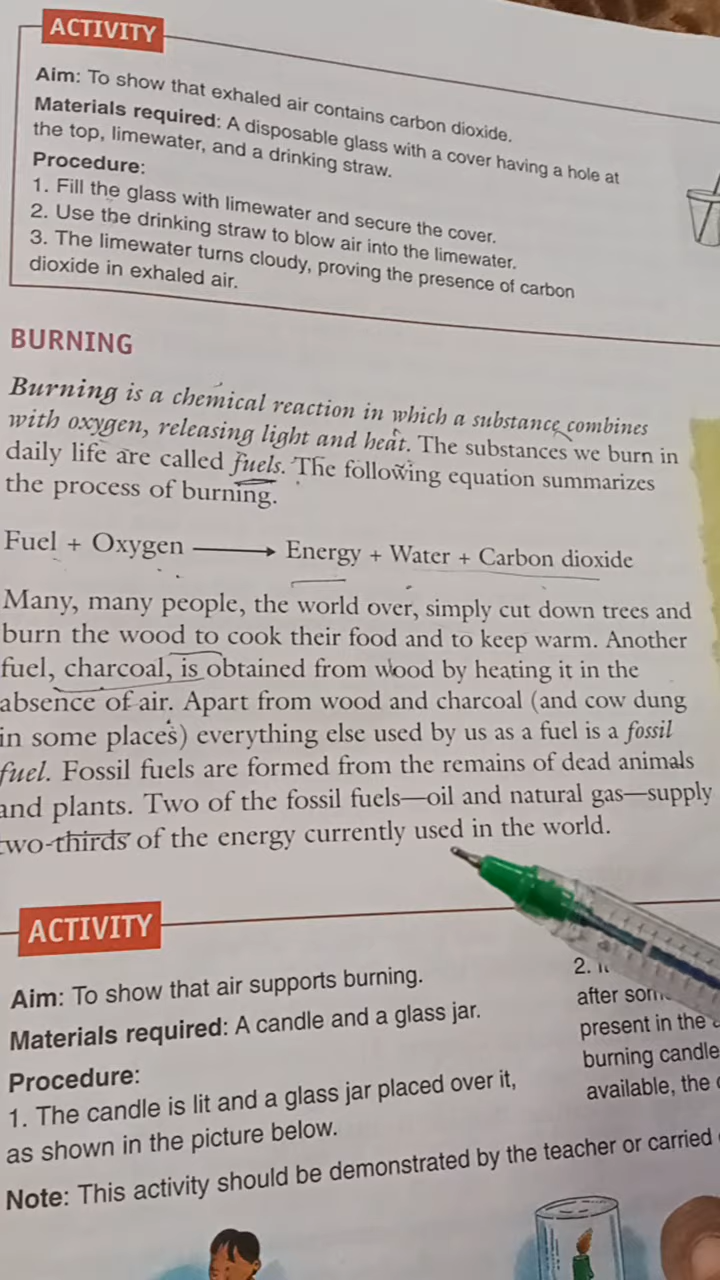 ACTIVITY
Aim: To show that exhaled air contains carbon dioxide.
Materials required: A disposable glass with a cover having a hole at
the top, limewater, and a drinking straw.
Procedure:
1. Fill the glass with limewater and secure the cover.
2. Use the drinking straw to blow air into the limewater.
3. The limewater turns cloudy, proving the presence of carbon
dioxide in exhaled air.
BURNING
Burning is a chemical reaction in which a substance combines
with oxygen, releasing light and heat. The substances we burn in
daily life are called fuels. The following equation summarizes
the process of burning.
Fuel + Oxygen ⟶ Energy + Water + Carbon dioxide
Many, many people, the world over, simply cut down trees and
burn the wood to cook their food and to keep warm. Another
fuel, charcoal, is obtained from wood by heating it in the
absence of air. Apart from wood and charcoal (and cow dung
in some places) everything else used by us as a fuel is a fossil
fuel. Fossil fuels are formed from the remains of dead animals
and plants. Two of the fossil fuels—oil and natural gas—supply
two-thirds of the energy currently used in the world.
ACTIVITY
Aim: To show that air supports burning.
Materials required: A candle and a glass jar.
Procedure:
1. The candle is lit and a glass jar placed over it,
as shown in the picture below.
2.
after
present in the
burning candle
available, the
Note: This activity should be demonstrated by the teacher or carried